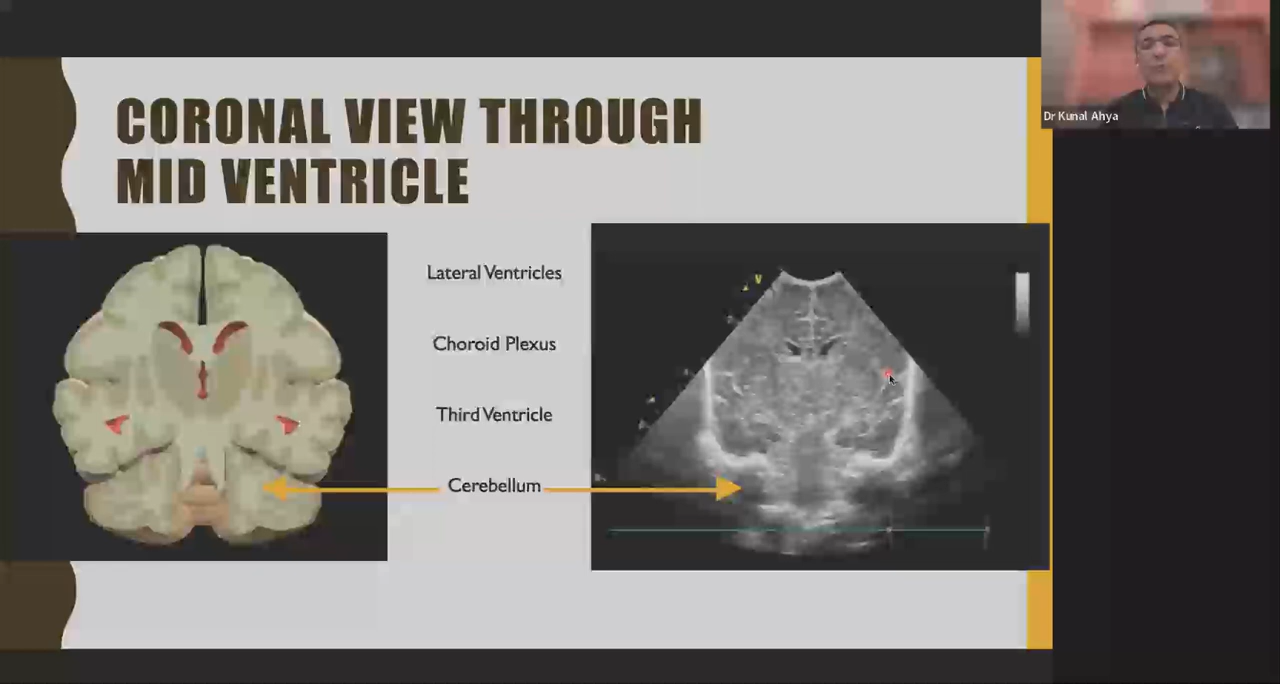 CORONAL VIEW THROUGH
MID VENTRICLE
Lateral Ventricles
Choroid Plexus
Third Ventricle
Cerebellum
V
Dr Kunal Ahya